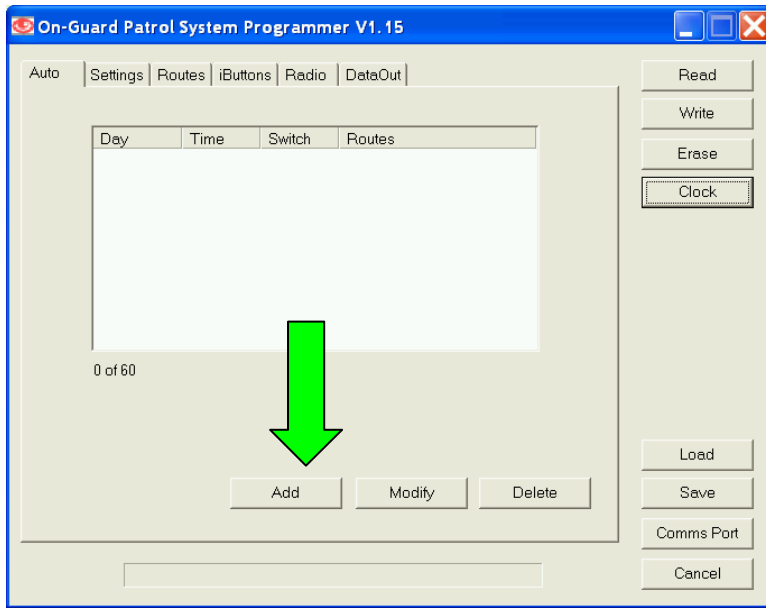 On-Guard Patrol System Programmer V1.15
Auto Settings Routes iButtons Radio DataOut
Day Time Switch Routes
0 of 60
Add Modify Delete
Read
Write
Erase
Clock
Load
Save
Comms Port
Cancel